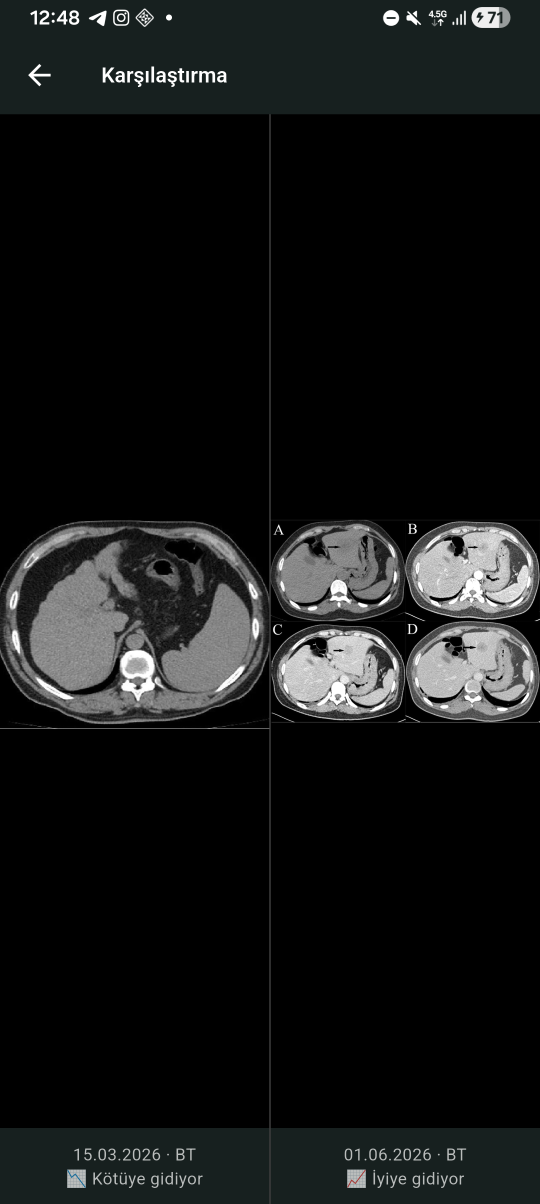 12:48
4,5G
71
Karşılaştırma
A
B
C
D
15.03.2026 · BT
Kötüye gidiyor
01.06.2026 · BT
İyiye gidiyor